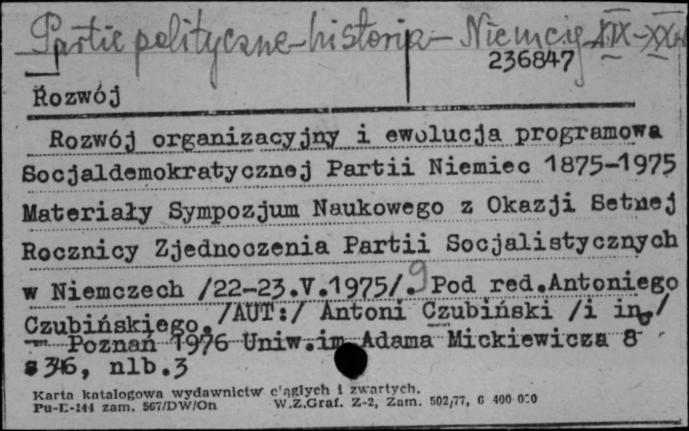 Partie polityczne - historia - Niemcy XIX-XX w
236847
Rozwój
Rozwój organizacyjny i ewolucja programowa
Socjaldemokratycznej Partii Niemiec 1875-1975
Materiały Sympozjum Naukowego z Okazji Setnej
Rocznicy Zjednoczenia Partii Socjalistycznych
w Niemczech /22-23.V.1975/. Pod red.Antoniego
Czubińskiego./AUT:/ Antoni Czubiński /i in./
- Poznań 1976 Uniw.im Adama Mickiewicza 8
s 346, nlb.3
Karta katalogowa wydawnictw ciągłych i zwartych.
Pu-E-144 zam. 567/DW/On W.Z.Graf. Z-2, Zam. 502/77, 6 400 000